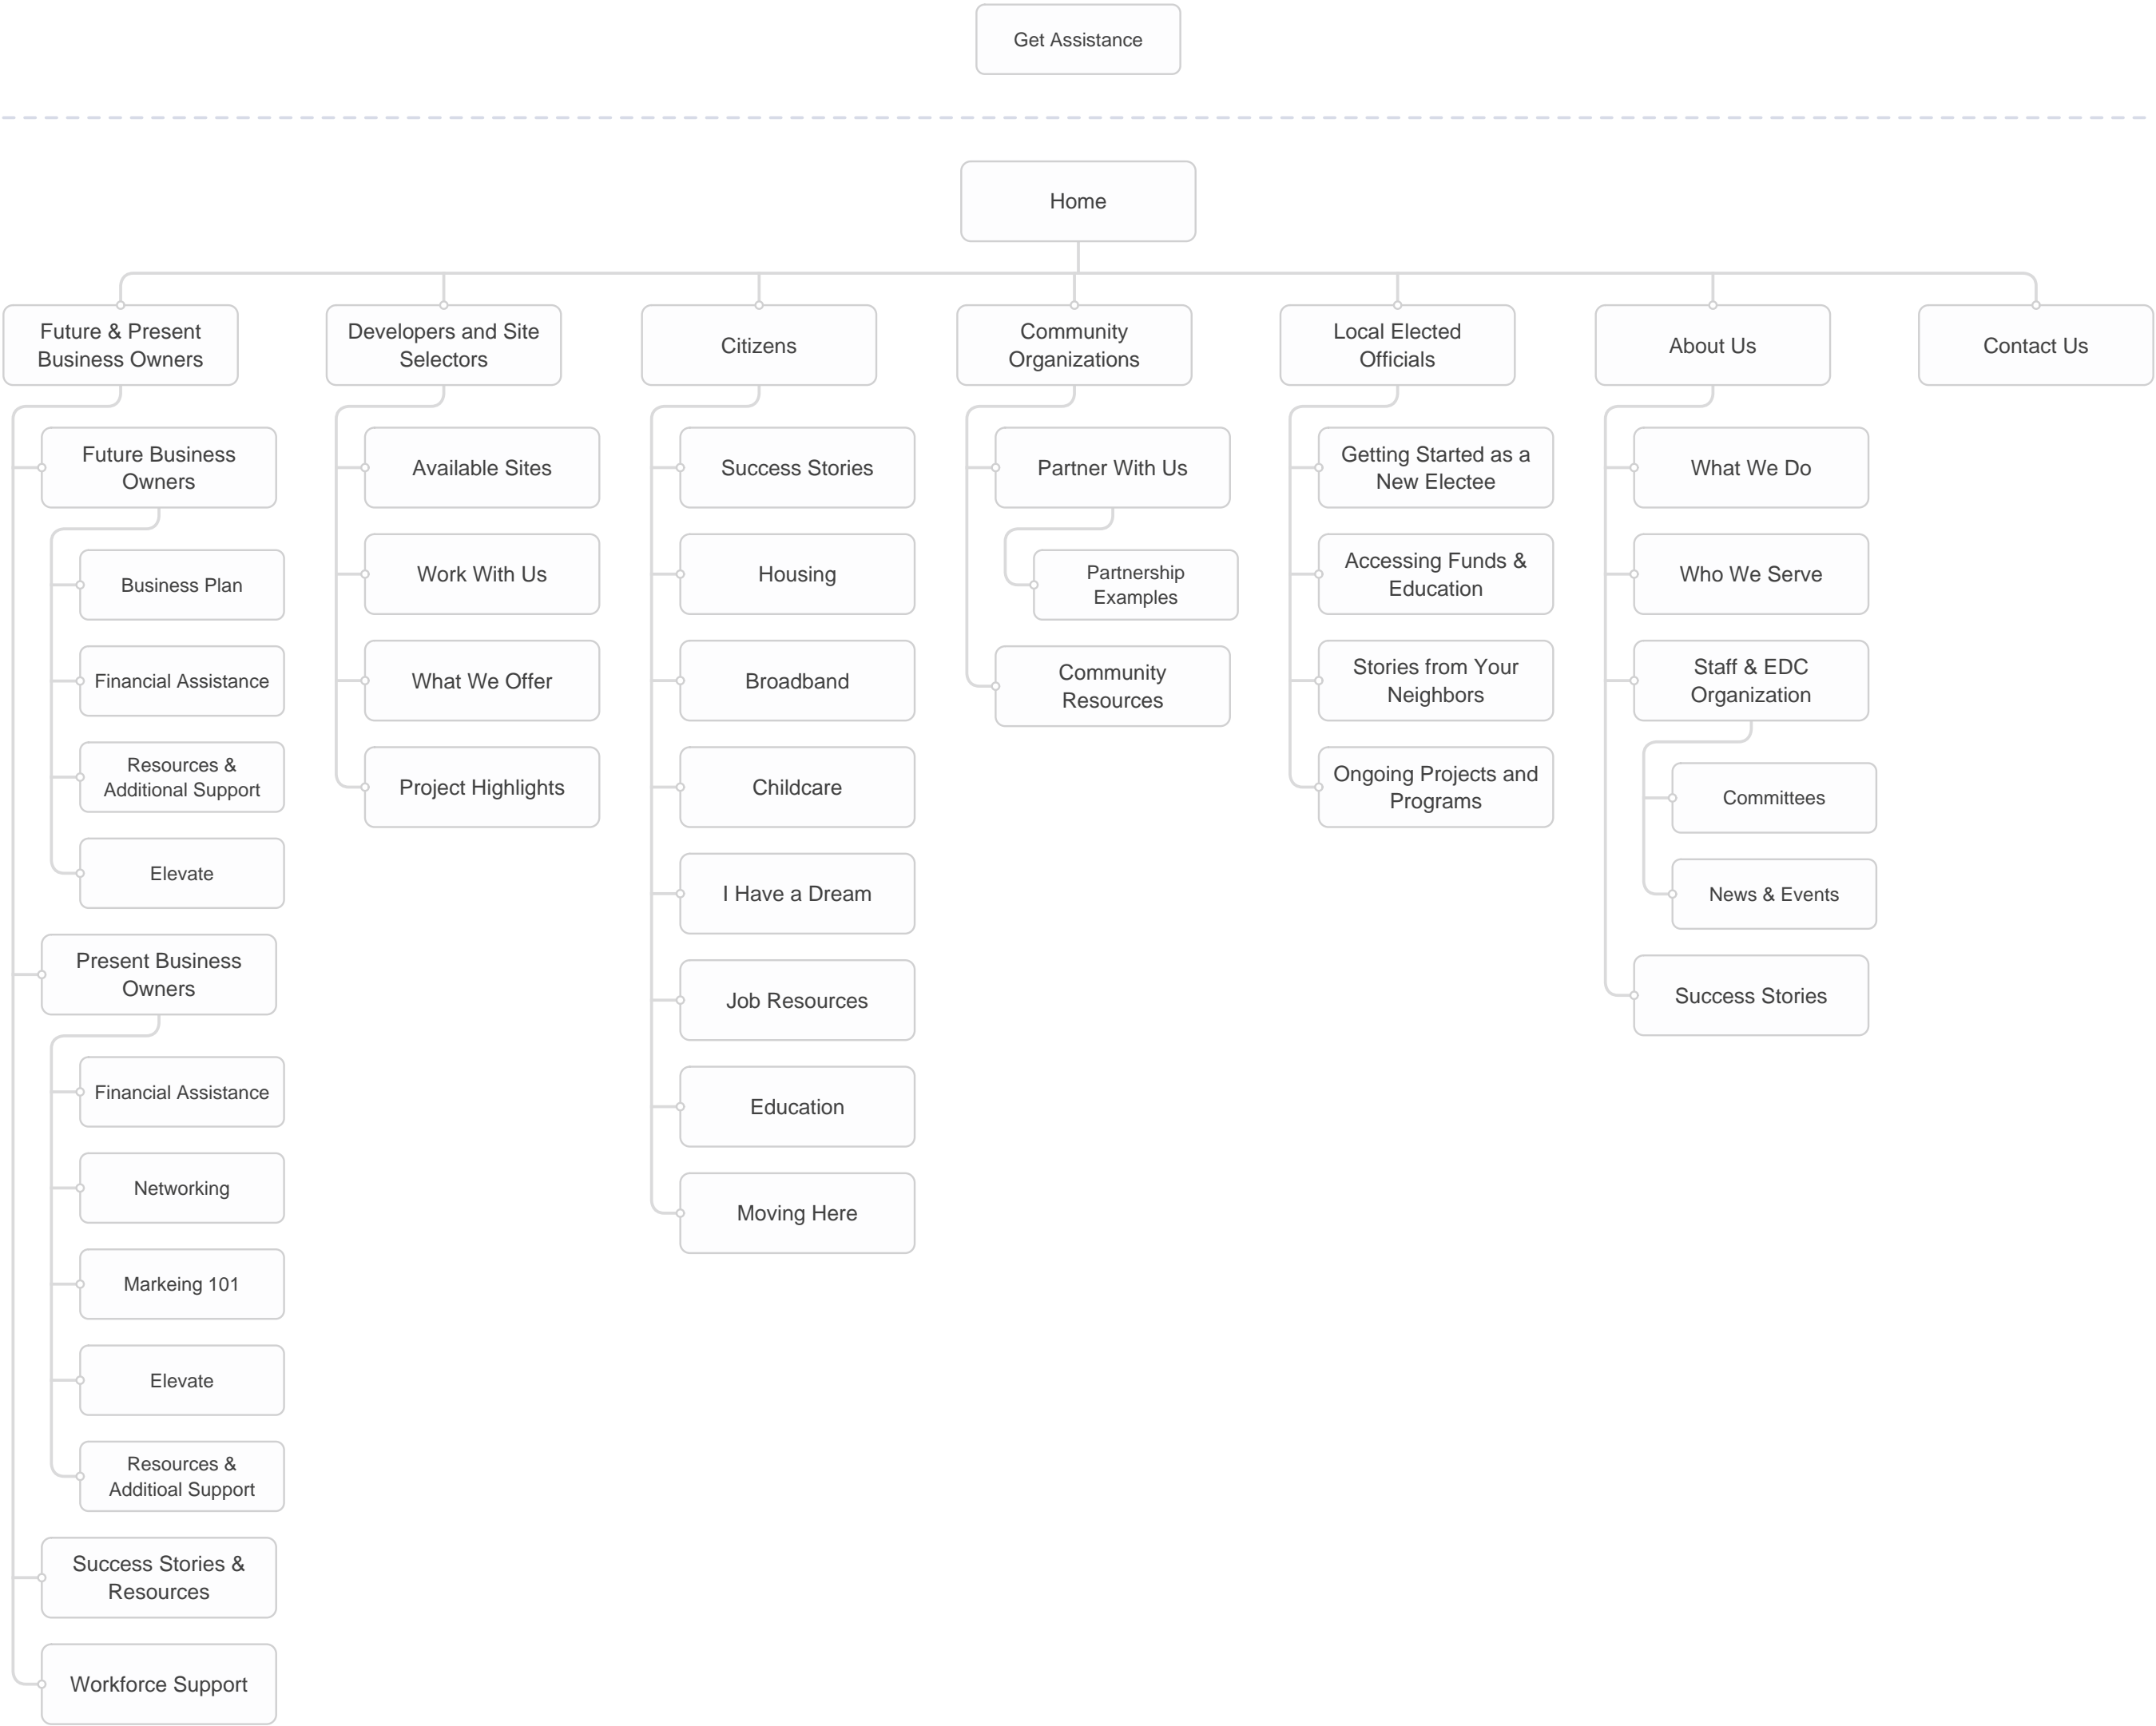 Get Assistance
Home
Future & Present
Business Owners
Developers and Site
Selectors
Citizens
Community
Organizations
Local Elected
Officials
About Us
Contact Us
Future Business
Owners
Business Plan
Financial Assistance
Resources &
Additional Support
Elevate
Present Business
Owners
Financial Assistance
Networking
Markeing 101
Elevate
Resources &
Additioal Support
Success Stories &
Resources
Workforce Support
Available Sites
Work With Us
What We Offer
Project Highlights
Success Stories
Housing
Broadband
Childcare
I Have a Dream
Job Resources
Education
Moving Here
Partner With Us
Partnership
Examples
Community
Resources
Getting Started as a
New Electee
Accessing Funds &
Education
Stories from Your
Neighbors
Ongoing Projects and
Programs
What We Do
Who We Serve
Staff & EDC
Organization
Committees
News & Events
Success Stories